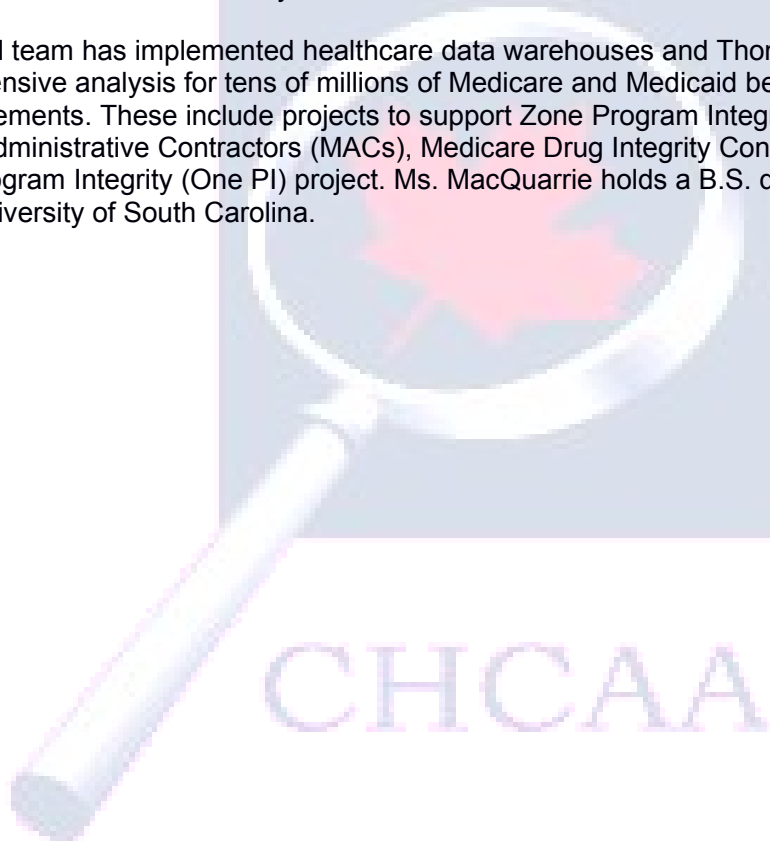 team has implemented healthcare data warehouses and Thor
ensive analysis for tens of millions of Medicare and Medicaid be
ements. These include projects to support Zone Program Integ
dministrative Contractors (MACs), Medicare Drug Integrity Con
ogram Integrity (One PI) project. Ms. MacQuarrie holds a B.S. d
iversity of South Carolina.
CHCAA